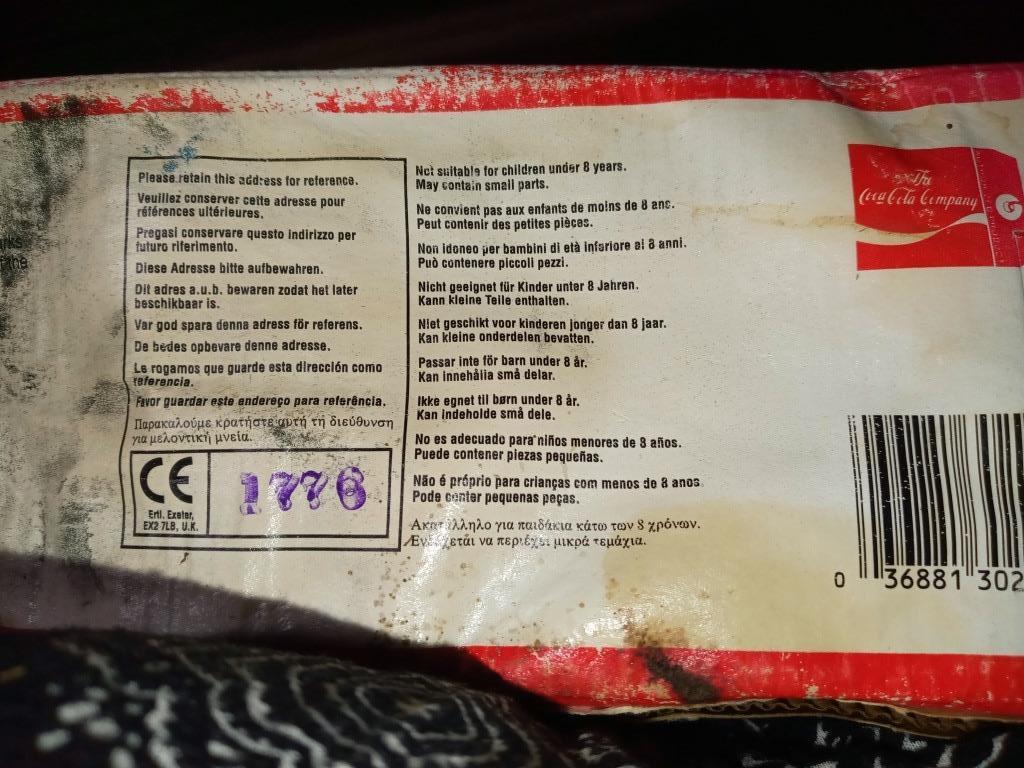 Please retain this address for reference.
Veuillez conserver cette adresse pour
références ultérieures.
Pregasi conservare questo indirizzo per
futuro riferimento.
Diese Adresse bitte aufbewahren.
Dit adres a.u.b. bewaren zodat het later
beschikbaar is.
Var god spara denna adress för referens.
De bedes opbevare denne adresse.
Le rogamos que guarde esta dirección como
referencia.
Favor guardar este endereço para referência.
Παρακαλούμε κρατήστε αυτή τή διεύθυνση
για μελοντική μνεία.
CE
Ertl. Exeter,
EX2 7LB, U.K.
1776
Not suitable for children under 8 years.
May contain small parts.
Ne convient pas aux enfants de moins de 8 ans.
Peut contenir des petites pièces.
Non idoneo per bambini di età inferiore ai 8 anni.
Può contenere piccoli pezzi.
Nicht geeignet für Kinder unter 8 Jahren.
Kann kleine Teile enthalten.
Niet geschikt voor kinderen jonger dan 8 jaar.
Kan kleine onderdelen bevatten.
Passar inte för barn under 8 år.
Kan innehålla små delar.
Ikke egnet til børn under 8 år.
Kan indeholde små dele.
No es adecuado para niños menores de 8 años.
Puede contener piezas pequeñas.
Não é próprio para crianças com menos de 8 anos
Pode conter pequenas peças.
Ακατάλληλο για παιδάκια κάτω των 8 χρόνων.
Ενδέχεται να περιέχει μικρά τεμάχια.
The
Coca-Cola Company
0 36881 302